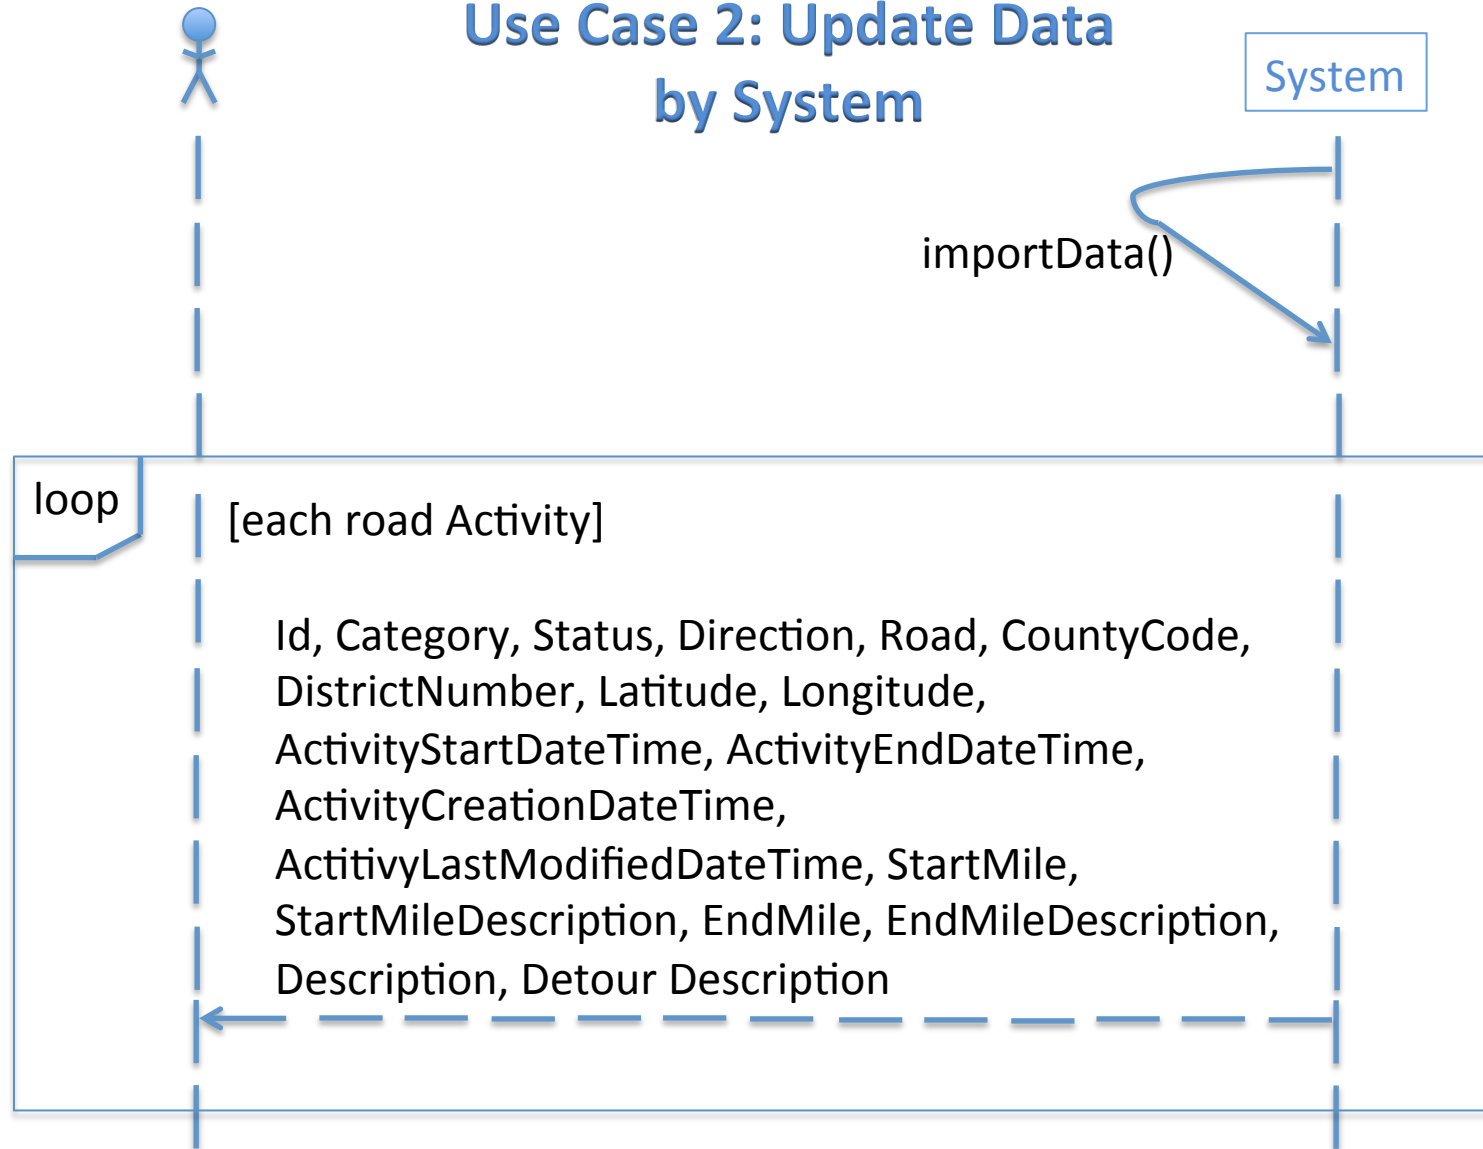 Use Case 2: Update Data
by System
System
importData()
loop
[each road Activity]
Id, Category, Status, Direction, Road, CountyCode,
DistrictNumber, Latitude, Longitude,
ActivityStartDateTime, ActivityEndDateTime,
ActivityCreationDateTime,
ActitivyLastModifiedDateTime, StartMile,
StartMileDescription, EndMile, EndMileDescription,
Description, Detour Description